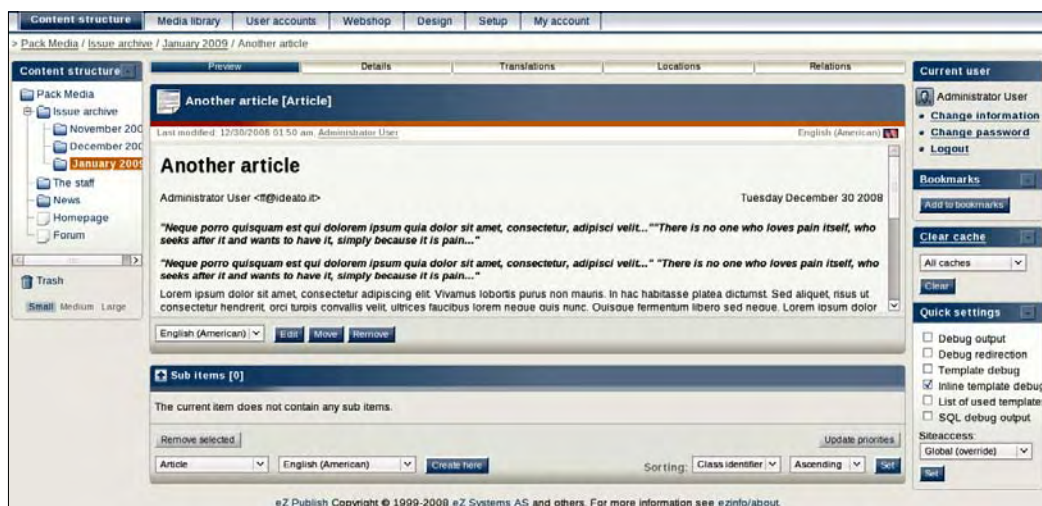 Content structure Media library User accounts Webshop Design Setup My account
> Pack Media / Issue archive / January 2009 / Another article
Content structure
Pack Media
Issue archive
November 200
December 200
January 2009
The staff
News
Homepage
Forum
Trash
Small Medium Large
Preview Details Translations Locations Relations
Another article [Article]
Last modified: 12/30/2008 01:50 am, Administrator User English (American)
Another article
Administrator User <ff@ideato.it> Tuesday December 30 2008
"Neque porro quisquam est qui dolorem ipsum quia dolor sit amet, consectetur, adipisci velit...""There is no one who loves pain itself, who
seeks after it and wants to have it, simply because it is pain..."
"Neque porro quisquam est qui dolorem ipsum quia dolor sit amet, consectetur, adipisci velit..." "There is no one who loves pain itself, who
seeks after it and wants to have it, simply because it is pain..."
Lorem ipsum dolor sit amet, consectetur adipiscing elit. Vivamus lobortis purus non mauris. In hac habitasse platea dictumst. Sed aliquet, risus ut
consectetur hendrerit, orci turpis convallis velit, ultrices faucibus lorem neque quis nunc. Quisque fermentum libero sed neque. Lorem ipsum dolor
English (American) Edit Move Remove
Sub items [0]
The current item does not contain any sub items.
Remove selected Update priorities
Article English (American) Create here Sorting: Class identifier Ascending Set
Current user
Administrator User
Change information
Change password
Logout
Bookmarks
Add to bookmarks
Clear cache
All caches
Clear
Quick settings
Debug output
Debug redirection
Template debug
Inline template debug
List of used template
SQL debug output
Siteaccess:
Global (override)
Set
eZ Publish Copyright © 1999-2008 eZ Systems AS and others. For more information see ezinfo/about.